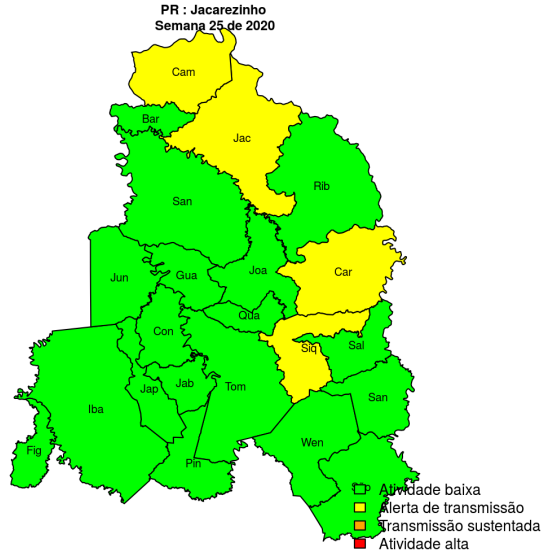 PR : Jacarezinho
Semana 25 de 2020
Cam
Bar
Jac
Rib
San
Jun
Gua
Joa
Car
Qua
Con
Siq
Sal
Jap
Jab
Tom
San
Iba
Wen
Fig
Pin
Atividade baixa
Alerta de transmissão
Transmissão sustentada
Atividade alta